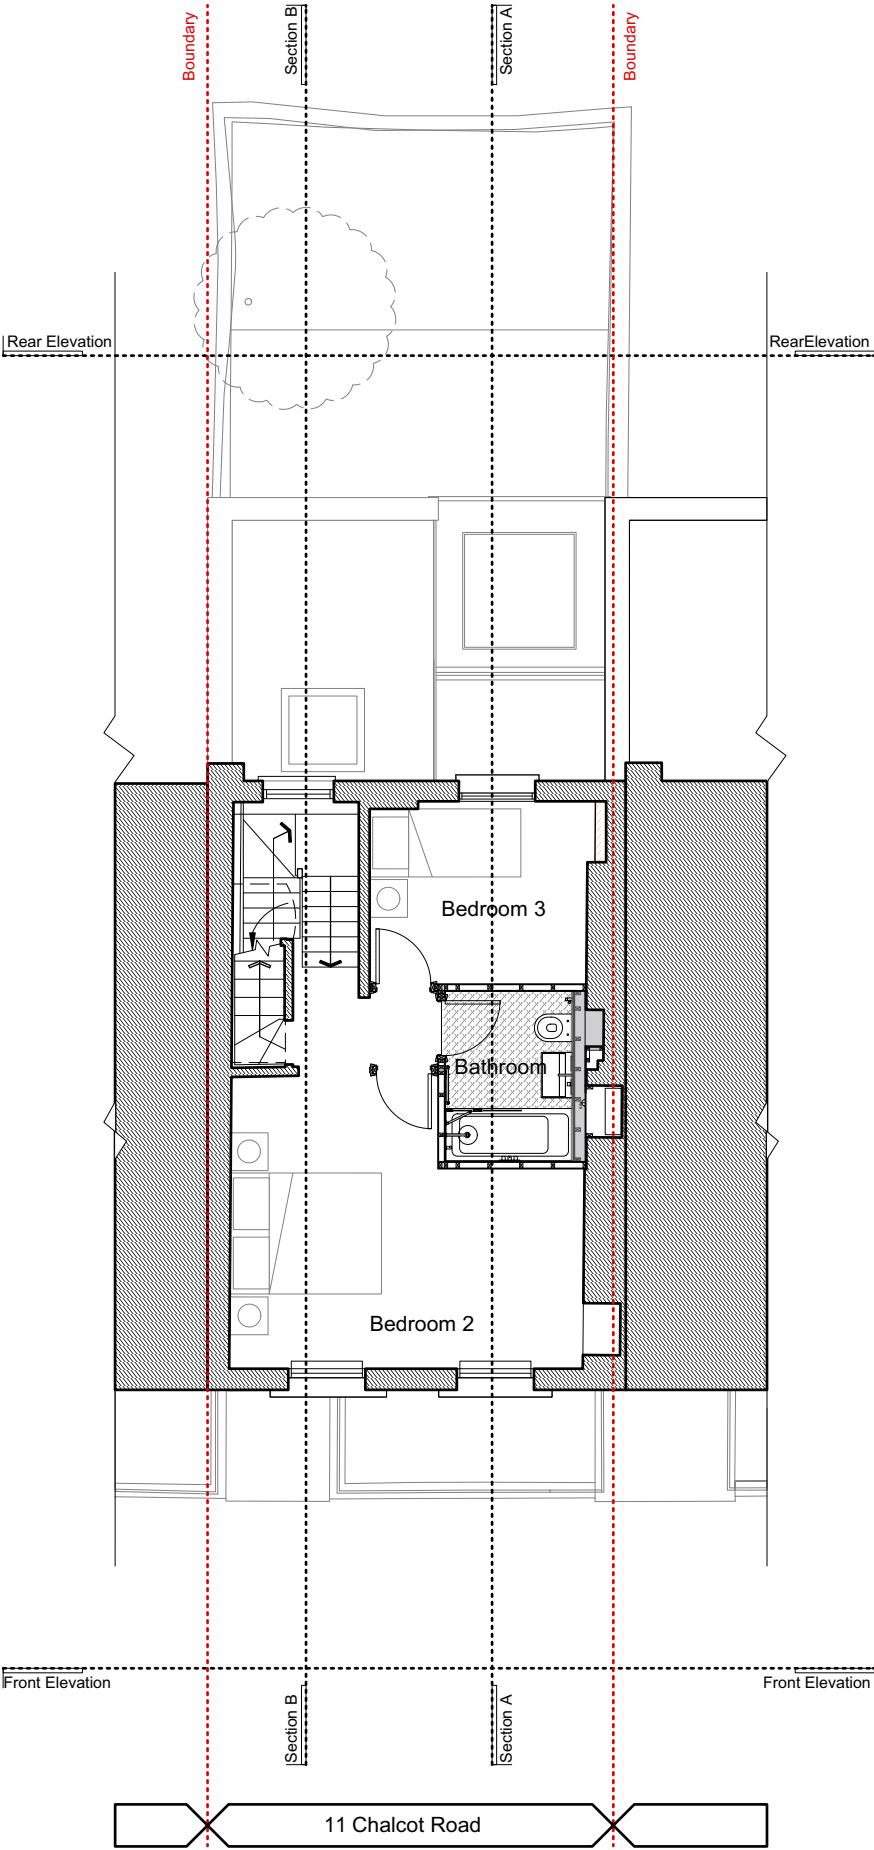 Boundary
Section B
Section A
Boundary
Rear Elevation
RearElevation
Bedroom 3
Bathroom
Bedroom 2
Front Elevation
Front Elevation
Section B
Section A
11 Chalcot Road